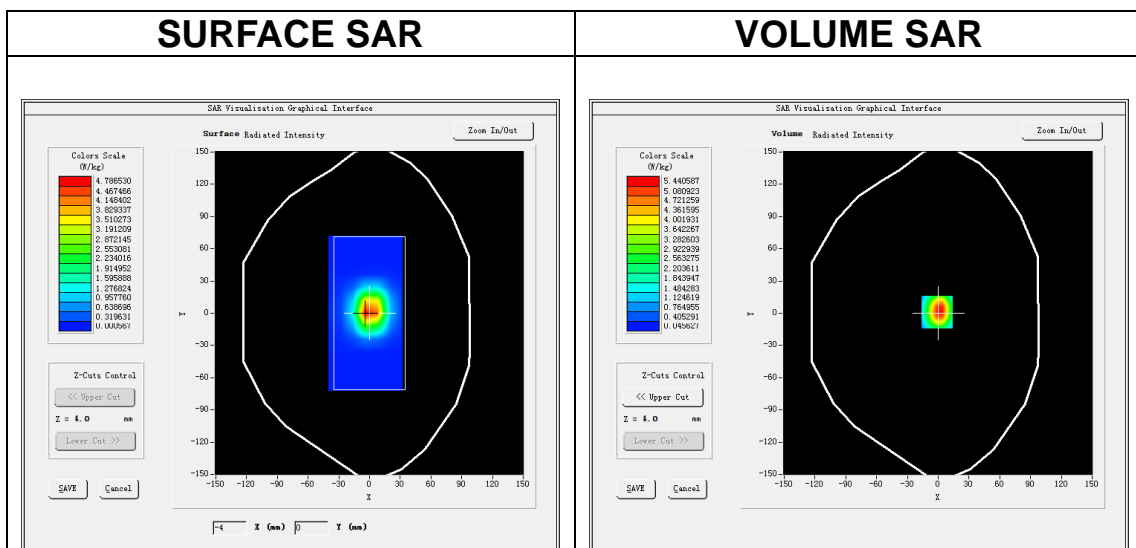 SURFACE SAR
VOLUME SAR
SAR Visualisation Graphical Interface
Surface Radiated Intensity
Zoom In/Out
Colors Scale
(W/kg)
4.786530
4.467466
4.148402
3.829337
3.510273
3.191209
2.872145
2.553081
2.234016
1.914952
1.595888
1.276824
0.957760
0.638696
0.319631
0.000567
Z-Cuts Control
<< Upper Cut
Z = 4.0 mm
Lower Cut >>
SAVE Cancel
150
120
90
60
30
0
-30
-60
-90
-120
-150
Y
-150 -120 -90 -60 -30 0 30 60 90 120 150
X
-4 X (mm) 0 Y (mm)
SAR Visualisation Graphical Interface
Volume Radiated Intensity
Zoom In/Out
Colors Scale
(W/kg)
5.440587
5.080923
4.721259
4.361595
4.001931
3.642267
3.282603
2.922939
2.563275
2.203611
1.843947
1.484283
1.124619
0.764955
0.405291
0.045627
Z-Cuts Control
<< Upper Cut
Z = 4.0 mm
Lower Cut >>
SAVE Cancel
150
120
90
60
30
0
-30
-60
-90
-120
-150
Y
-150 -120 -90 -60 -30 0 30 60 90 120 150
X